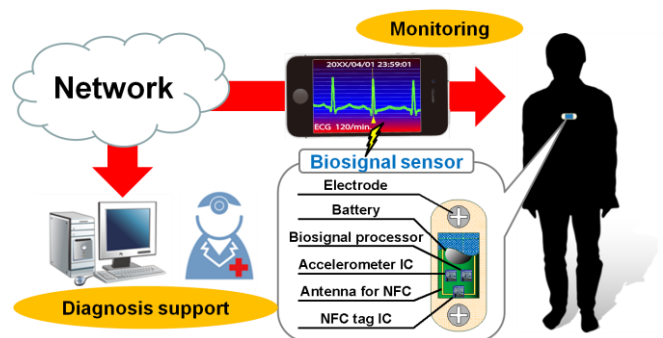 Monitoring
Network
20XX/04/01 23:59:01
ECG 120/min.
Biosignal sensor
Electrode
Battery
Biosignal processor
Accelerometer IC
Antenna for NFC
NFC tag IC
Diagnosis support